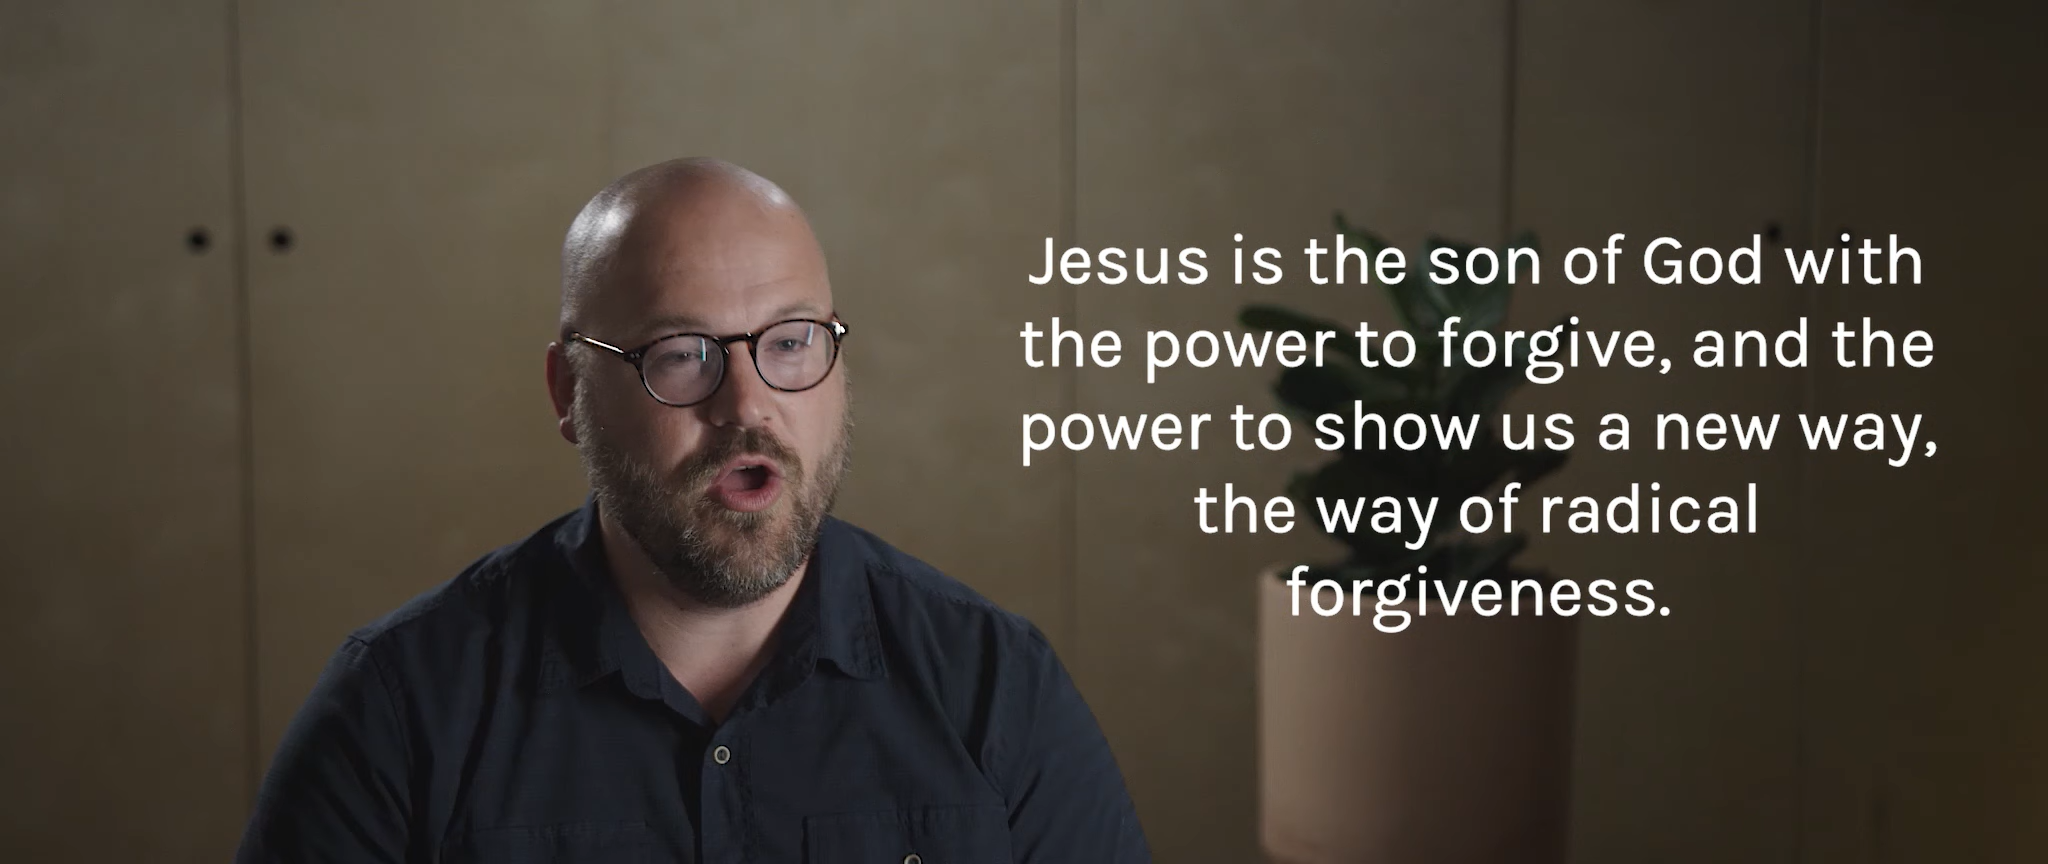 Jesus is the son of God with
the power to forgive, and the
power to show us a new way,
the way of radical
forgiveness.